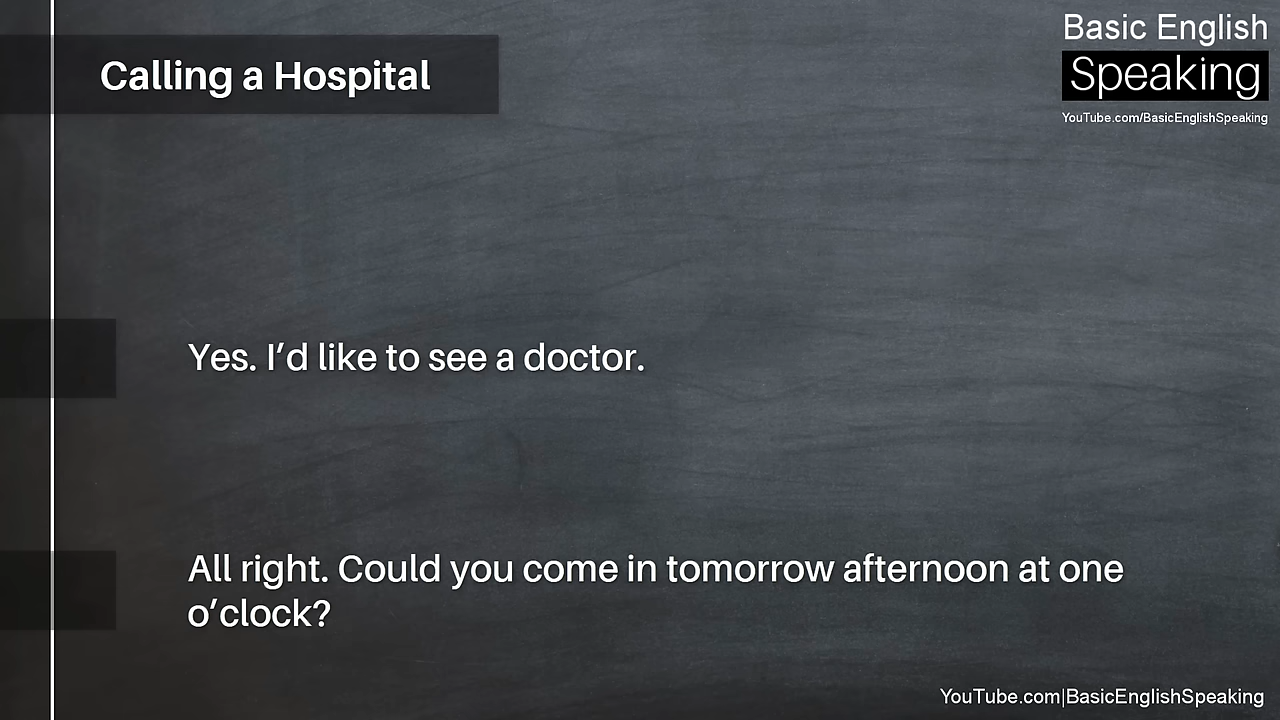 Basic English
Calling a Hospital
Speaking
YouTube.com/BasicEnglishSpeaking
Yes. I’d like to see a doctor.
All right. Could you come in tomorrow afternoon at one
o’clock?
YouTube.com|BasicEnglishSpeaking